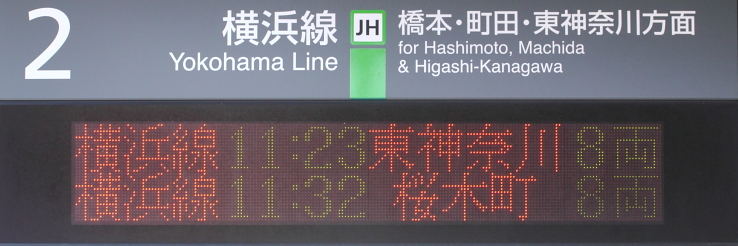 2
横浜線 JH 橋本・町田・東神奈川方面
Yokohama Line
for Hashimoto, Machida
& Higashi-Kanagawa
横浜線 11:23 東神奈川 8両
横浜線 11:32 桜木町 8両